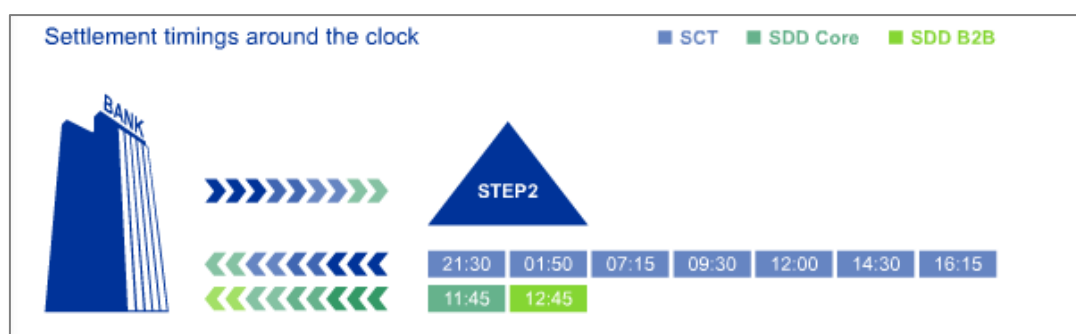 Settlement timings around the clock
SCT SDD Core SDD B2B
BANK
STEP2
21:30 01:50 07:15 09:30 12:00 14:30 16:15
11:45 12:45